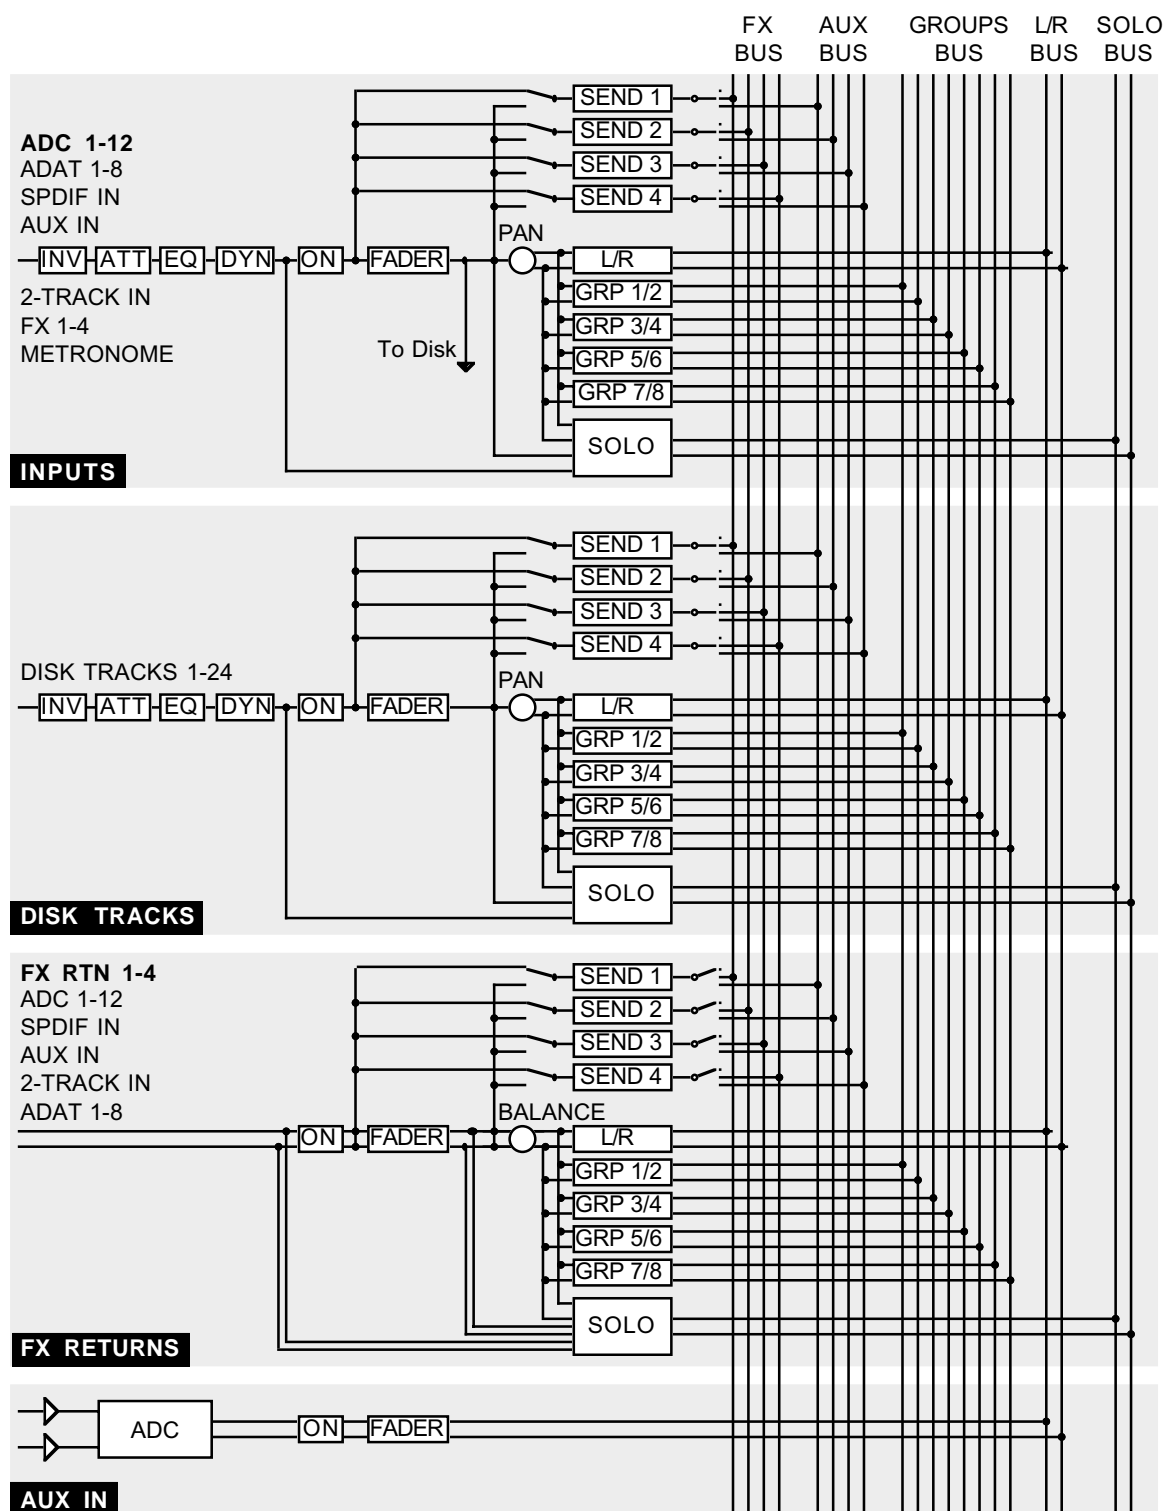 FX BUS
AUX BUS
GROUPS BUS
L/R BUS
SOLO BUS
ADC 1-12
ADAT 1-8
SPDIF IN
AUX IN
INV
ATT
EQ
DYN
ON
FADER
2-TRACK IN
FX 1-4
METRONOME
To Disk
PAN
SEND 1
SEND 2
SEND 3
SEND 4
L/R
GRP 1/2
GRP 3/4
GRP 5/6
GRP 7/8
SOLO
INPUTS
DISK TRACKS 1-24
INV
ATT
EQ
DYN
ON
FADER
PAN
SEND 1
SEND 2
SEND 3
SEND 4
L/R
GRP 1/2
GRP 3/4
GRP 5/6
GRP 7/8
SOLO
DISK TRACKS
FX RTN 1-4
ADC 1-12
SPDIF IN
AUX IN
2-TRACK IN
ADAT 1-8
ON
FADER
BALANCE
SEND 1
SEND 2
SEND 3
SEND 4
L/R
GRP 1/2
GRP 3/4
GRP 5/6
GRP 7/8
SOLO
FX RETURNS
ADC
ON
FADER
AUX IN